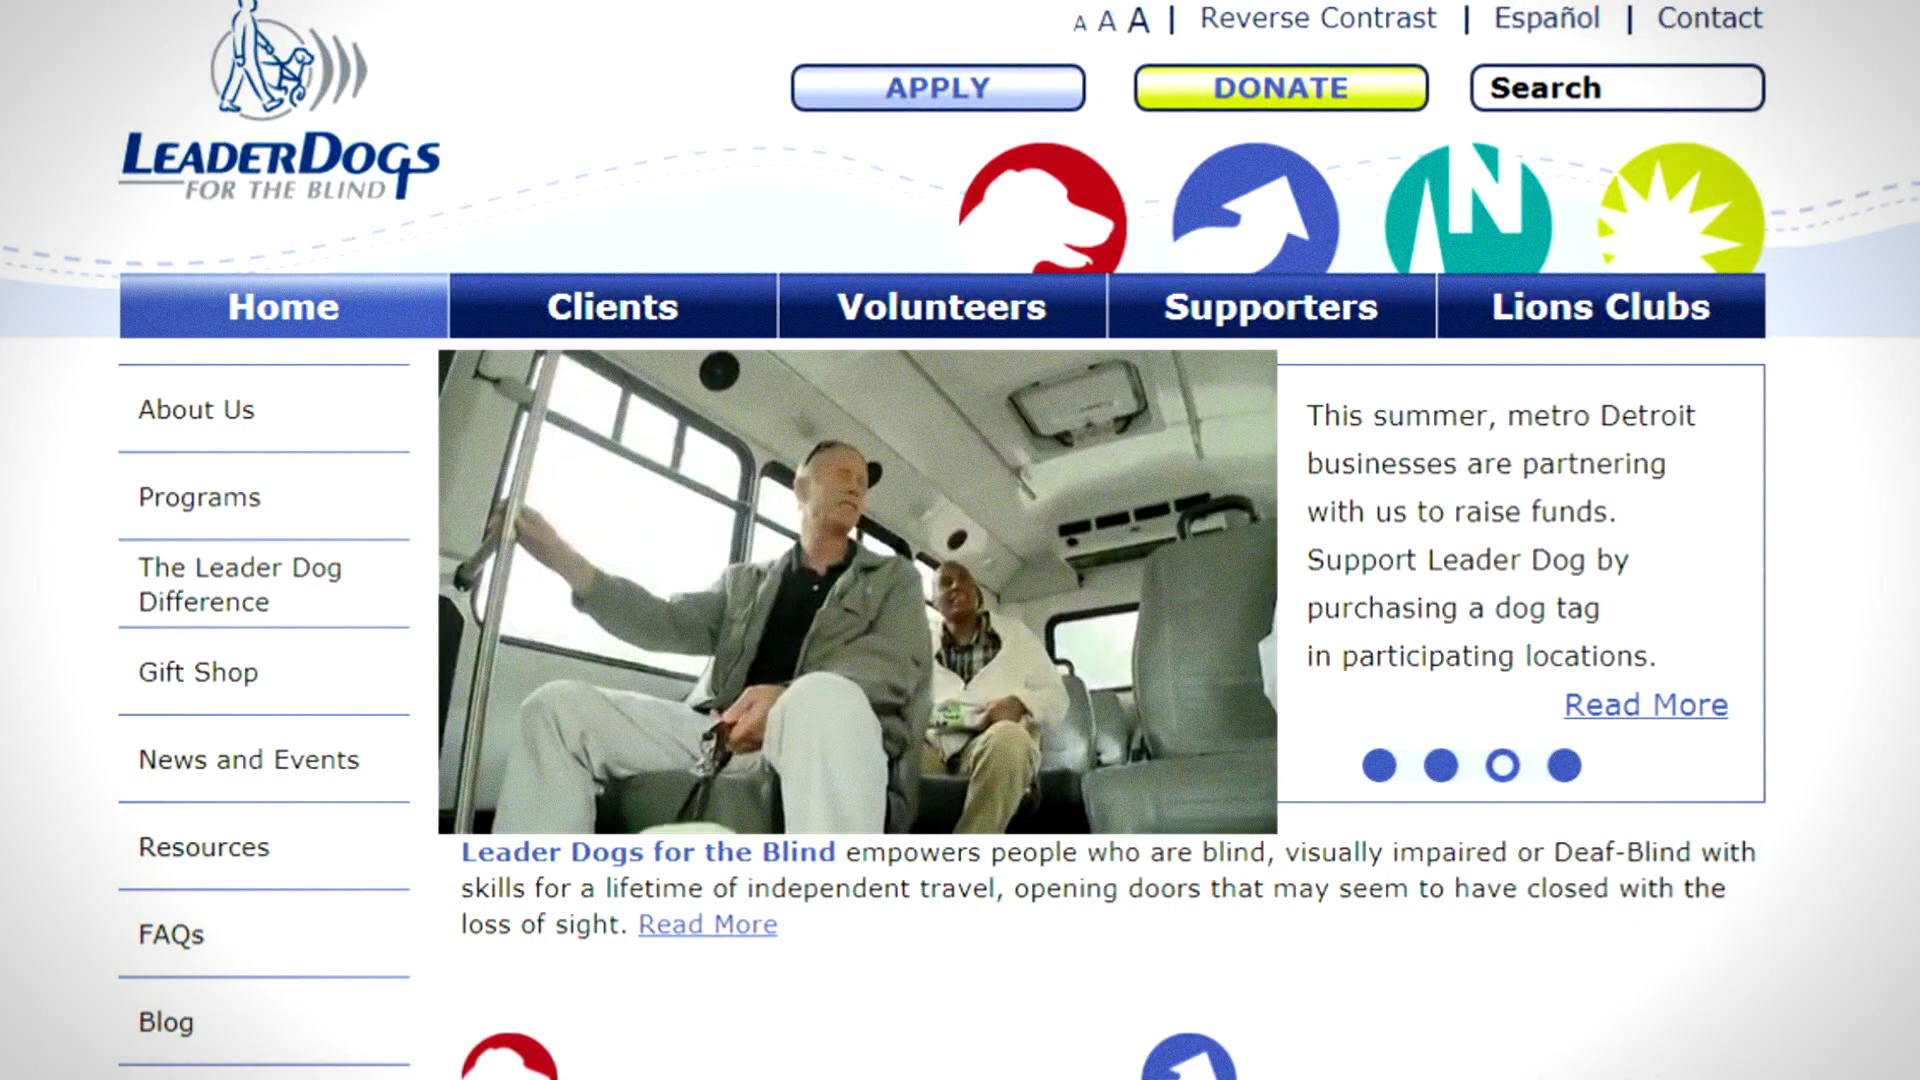 A A A | Reverse Contrast | Español | Contact
APPLY
DONATE
Search
LEADERDOGS
FOR THE BLIND
N
Home
Clients
Volunteers
Supporters
Lions Clubs
About Us
Programs
The Leader Dog
Difference
Gift Shop
News and Events
Resources
FAQs
Blog
This summer, metro Detroit
businesses are partnering
with us to raise funds.
Support Leader Dog by
purchasing a dog tag
in participating locations.
Read More
Leader Dogs for the Blind empowers people who are blind, visually impaired or Deaf-Blind with
skills for a lifetime of independent travel, opening doors that may seem to have closed with the
loss of sight. Read More